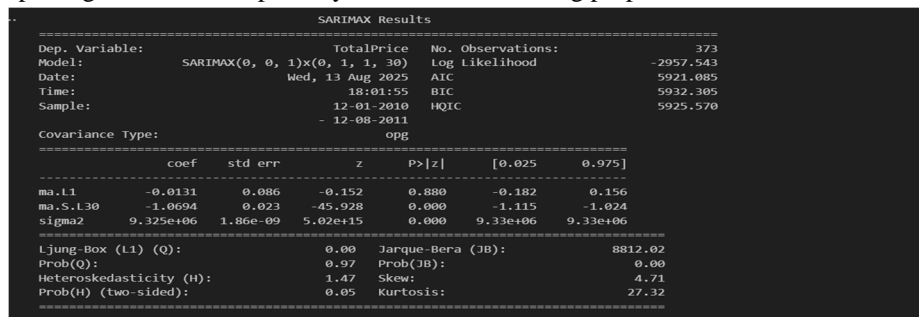 SARIMAX Results
Dep. Variable: TotalPrice No. Observations: 373
Model: SARIMAX(0, 0, 1)x(0, 1, 1, 30) Log Likelihood -2957.543
Date: Wed, 13 Aug 2025 AIC 5921.085
Time: 18:01:55 BIC 5932.305
Sample: 12-01-2010 HQIC 5925.570
- 12-08-2011
Covariance Type: opg
coef std err z P>|z| [0.025 0.975]
ma.L1 -0.0131 0.086 -0.152 0.880 -0.182 0.156
ma.S.L30 -1.0694 0.023 -45.928 0.000 -1.115 -1.024
sigma2 9.325e+06 1.86e-09 5.02e+15 0.000 9.33e+06 9.33e+06
Ljung-Box (L1) (Q): 0.00 Jarque-Bera (JB): 8812.02
Prob(Q): 0.97 Prob(JB): 0.00
Heteroskedasticity (H): 1.47 Skew: 4.71
Prob(H) (two-sided): 0.05 Kurtosis: 27.32